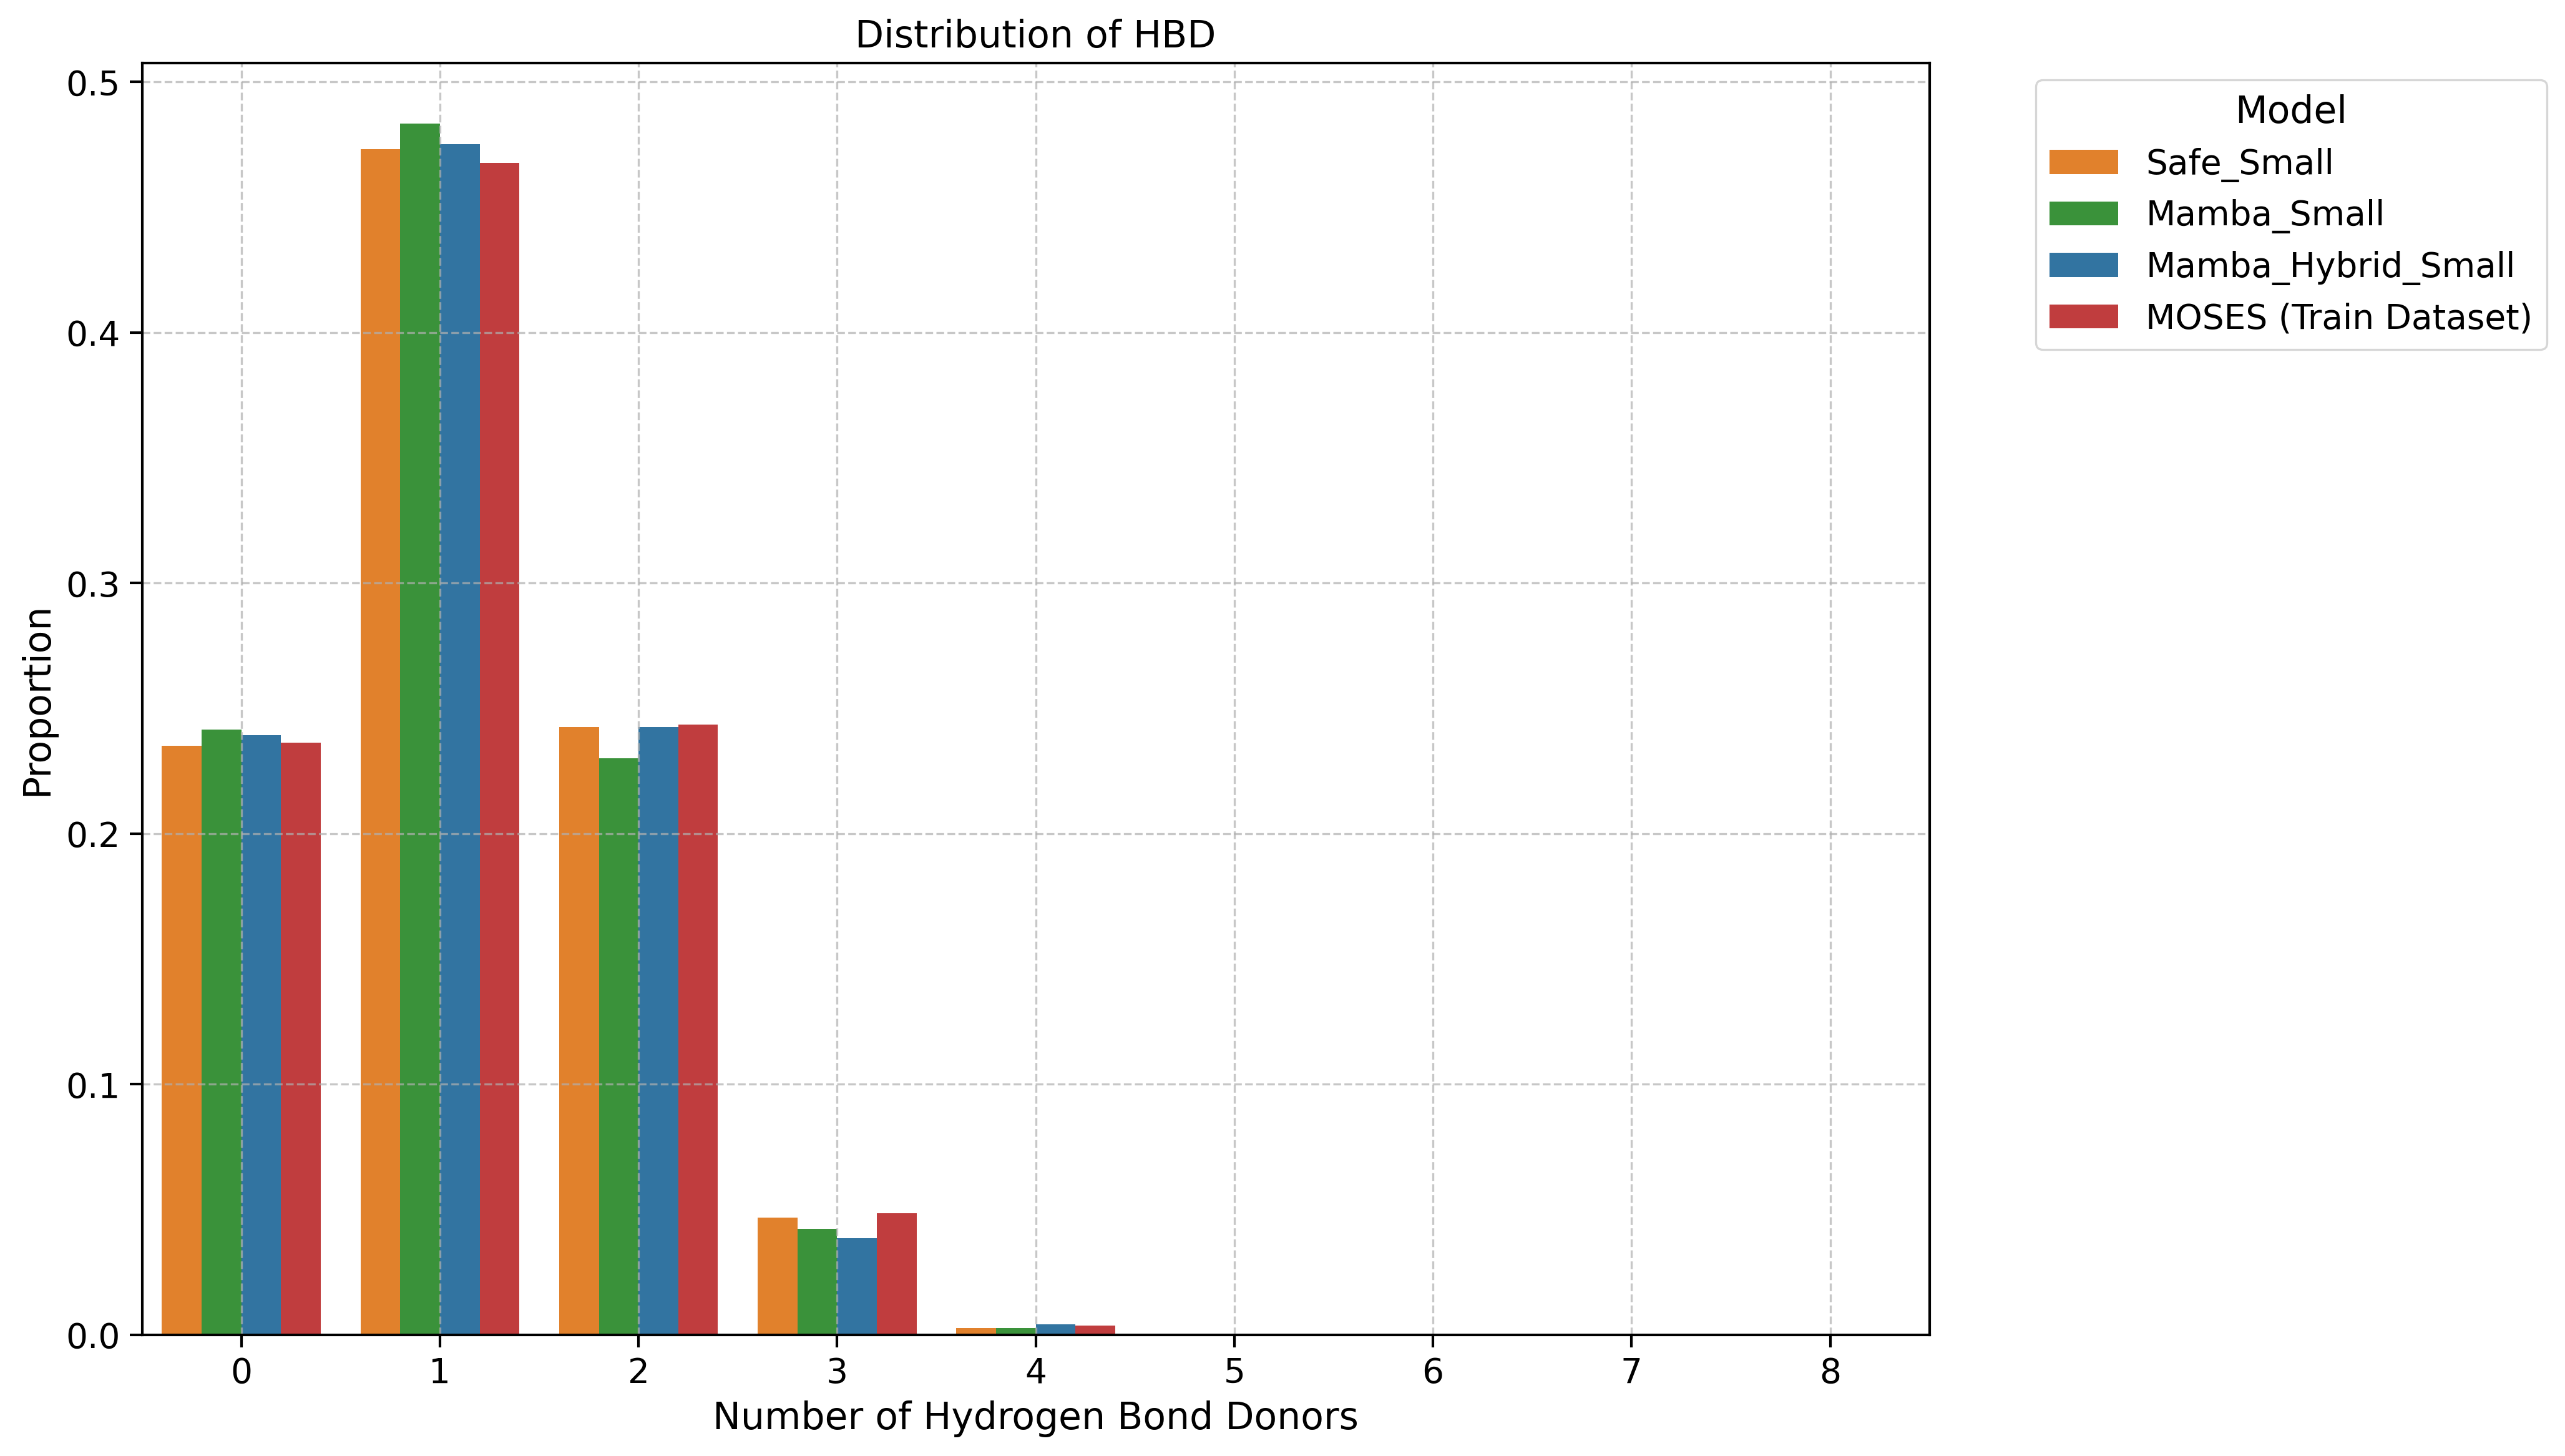 Distribution of HBD
0.5
0.4
0.3
0.2
0.1
0.0
Proportion
0 1 2 3 4 5 6 7 8
Number of Hydrogen Bond Donors
Model
Safe_Small
Mamba_Small
Mamba_Hybrid_Small
MOSES (Train Dataset)